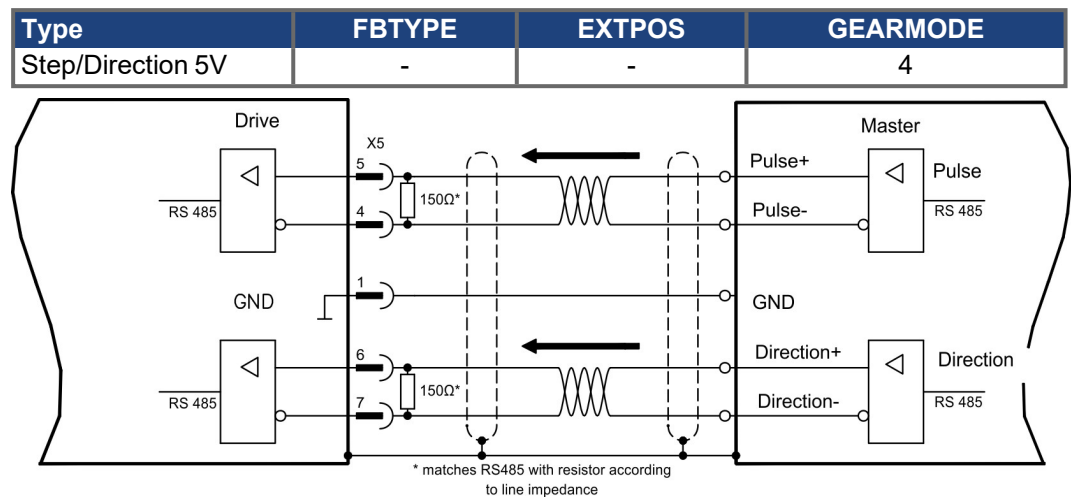 Type FBTYPE EXTPOS GEARMODE
Step/Direction 5V - - 4
Drive
X5
Master
5
Pulse+
Pulse
150Ω*
RS 485
4
Pulse-
RS 485
1
GND
GND
6
Direction+
Direction
150Ω*
RS 485
7
Direction-
RS 485
* matches RS485 with resistor according
to line impedance